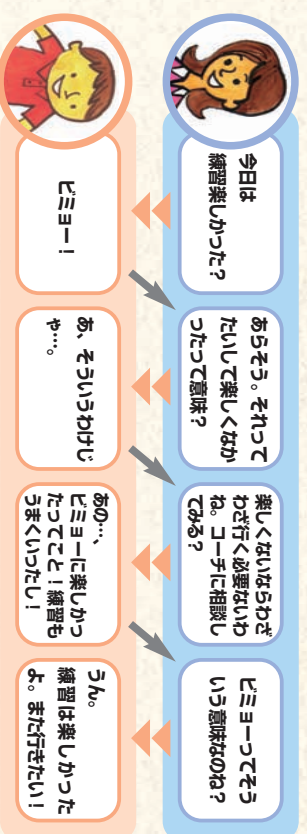 今日は
練習楽しかった？
ビミョー！
あらそう。それって
たいして楽しくなか
ったって意味？
あ、そういうわけじ
ゃ…。
楽しくないならわざ
わざ行く必要ないわ
ね。コーチに相談し
てみる？
あの…、
ビミョーに楽しかっ
たってこと！練習も
うまくいったし！
ビミョーってそう
いう意味なのね？
うん。
練習は楽しかった
よ。また行きたい！